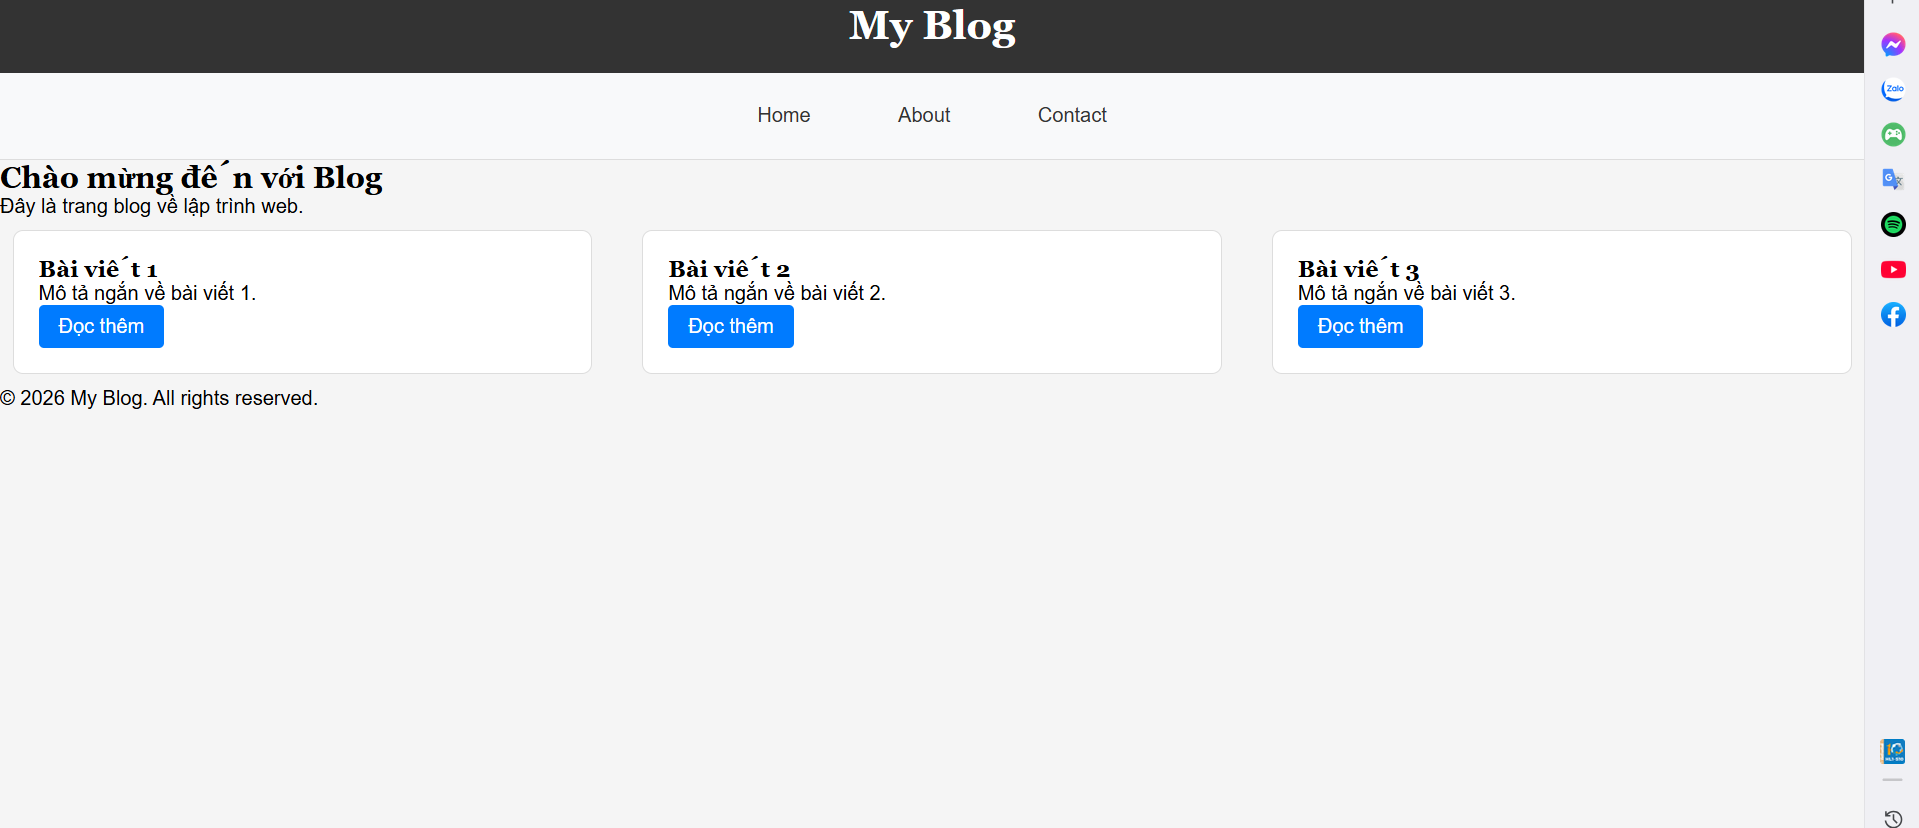 My Blog
Home About Contact
Chào mừng đến với Blog
Đây là trang blog về lập trình web.
Bài viết 1
Mô tả ngắn về bài viết 1.
Đọc thêm
Bài viết 2
Mô tả ngắn về bài viết 2.
Đọc thêm
Bài viết 3
Mô tả ngắn về bài viết 3.
Đọc thêm
© 2026 My Blog. All rights reserved.
Zalo